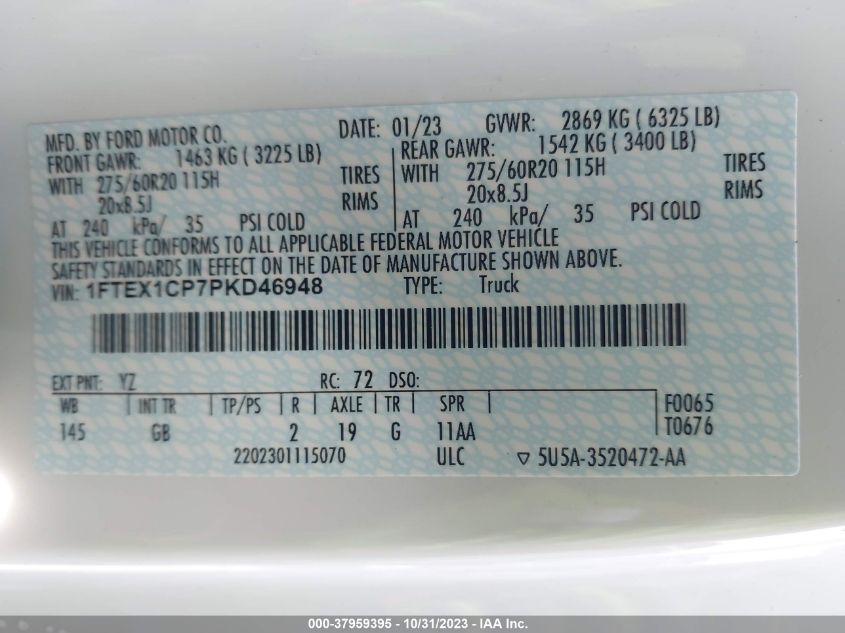 MFD. BY FORD MOTOR CO. DATE: 01/23 GVWR: 2869 KG ( 6325 LB)
FRONT GAWR: 1463 KG ( 3225 LB) REAR GAWR: 1542 KG ( 3400 LB)
WITH 275/60R20 115H TIRES WITH 275/60R20 115H TIRES
20x8.5J RIMS 20x8.5J RIMS
AT 240 kPa/ 35 PSI COLD AT 240 kPa/ 35 PSI COLD
THIS VEHICLE CONFORMS TO ALL APPLICABLE FEDERAL MOTOR VEHICLE
SAFETY STANDARDS IN EFFECT ON THE DATE OF MANUFACTURE SHOWN ABOVE.
VIN: 1FTEX1CP7PKD46948 TYPE: Truck
EXT PNT: YZ RC: 72 DSO:
WB INT TR TP/PS R AXLE TR SPR F0065
145 GB 2 19 G 11AA T0676
2202301115070 ULC ▽ 5U5A-3520472-AA
000-37959395 - 10/31/2023 - IAA Inc.